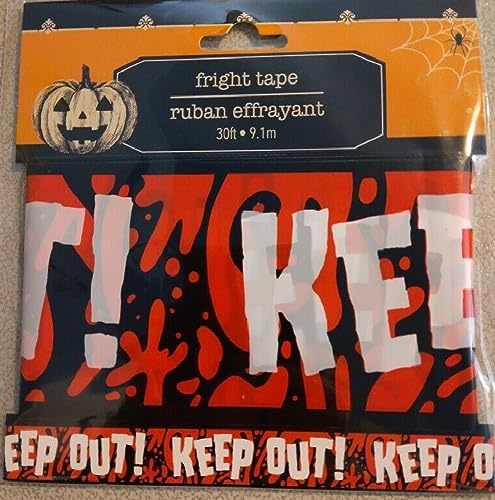 fright tape
ruban effrayant
30ft • 9.1m
T! KEE
EEP OUT! KEEP OUT! KEEP O